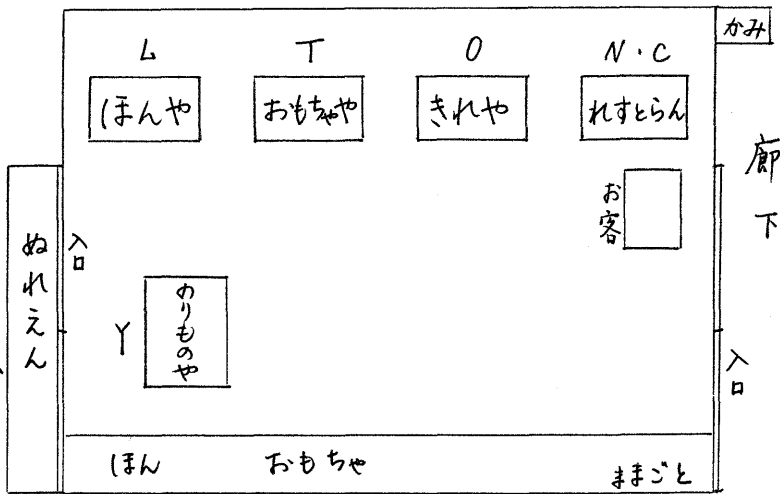 かみ
L T O N・C
ほんや おもちゃや きれや れすとらん
廊下
お客
ぬれえん
入口
Y
のりものや
入口
ほん おもちゃ ままごと